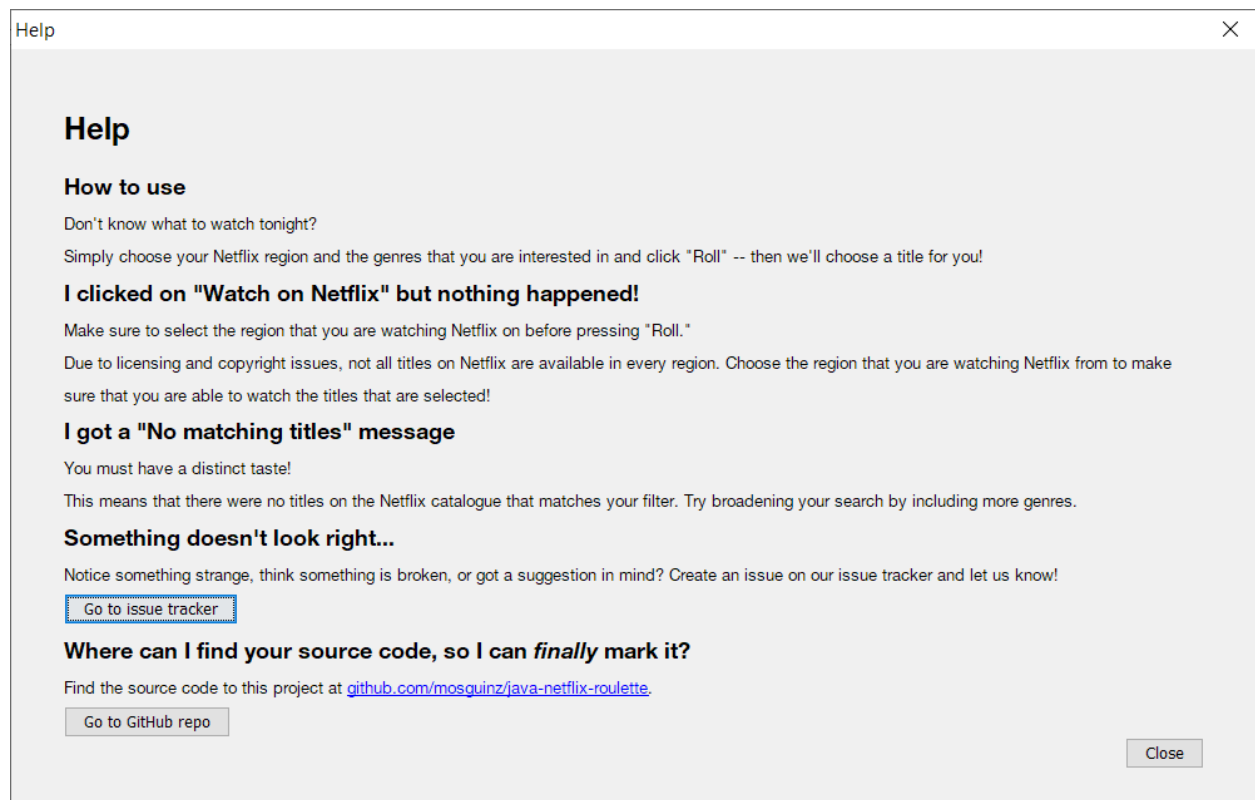 Help
Help
How to use
Don't know what to watch tonight?
Simply choose your Netflix region and the genres that you are interested in and click "Roll" -- then we'll choose a title for you!
I clicked on "Watch on Netflix" but nothing happened!
Make sure to select the region that you are watching Netflix on before pressing "Roll."
Due to licensing and copyright issues, not all titles on Netflix are available in every region. Choose the region that you are watching Netflix from to make
sure that you are able to watch the titles that are selected!
I got a "No matching titles" message
You must have a distinct taste!
This means that there were no titles on the Netflix catalogue that matches your filter. Try broadening your search by including more genres.
Something doesn't look right...
Notice something strange, think something is broken, or got a suggestion in mind? Create an issue on our issue tracker and let us know!
Go to issue tracker
Where can I find your source code, so I can finally mark it?
Find the source code to this project at github.com/mosguinz/java-netflix-roulette.
Go to GitHub repo
Close